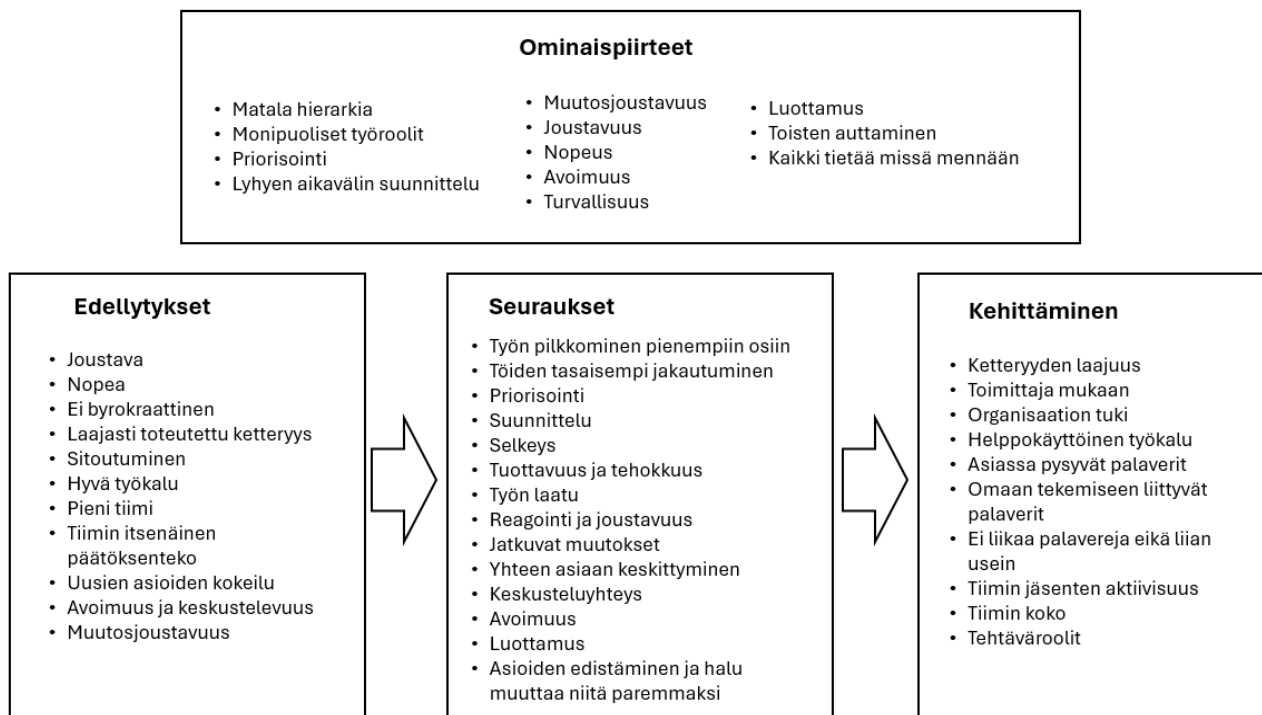 Ominaispiirteet
• Matala hierarkia
• Monipuoliset työroolit
• Priorisointi
• Lyhyen aikavälin suunnittelu
• Muutosjoustavuus
• Joustavuus
• Nopeus
• Avoimuus
• Turvallisuus
• Luottamus
• Toisten auttaminen
• Kaikki tietää missä mennään
Edellytykset
• Joustava
• Nopea
• Ei byrokraattinen
• Laajasti toteutettu ketteryys
• Sitoutuminen
• Hyvä työkalu
• Pieni tiimi
• Tiimin itsenäinen
päätöksenteko
• Uusien asioiden kokeilu
• Avoimuus ja keskustelevuus
• Muutosjoustavuus
Seuraukset
• Työn pilkkominen pienempiin osiin
• Töiden tasaisempi jakautuminen
• Priorisointi
• Suunnittelu
• Selkeys
• Tuottavuus ja tehokkuus
• Työn laatu
• Reagointi ja joustavuus
• Jatkuvat muutokset
• Yhteen asiaan keskittyminen
• Keskusteluyhteys
• Avoimuus
• Luottamus
• Asioiden edistäminen ja halu
muuttaa niitä paremmaksi
Kehittäminen
• Ketteryyden laajuus
• Toimittaja mukaan
• Organisaation tuki
• Helppokäyttöinen työkalu
• Asiassa pysyvät palaverit
• Omaan tekemiseen liittyvät
palaverit
• Ei liikaa palavereja eikä liian
usein
• Tiimin jäsenten aktiivisuus
• Tiimin koko
• Tehtäväroolit